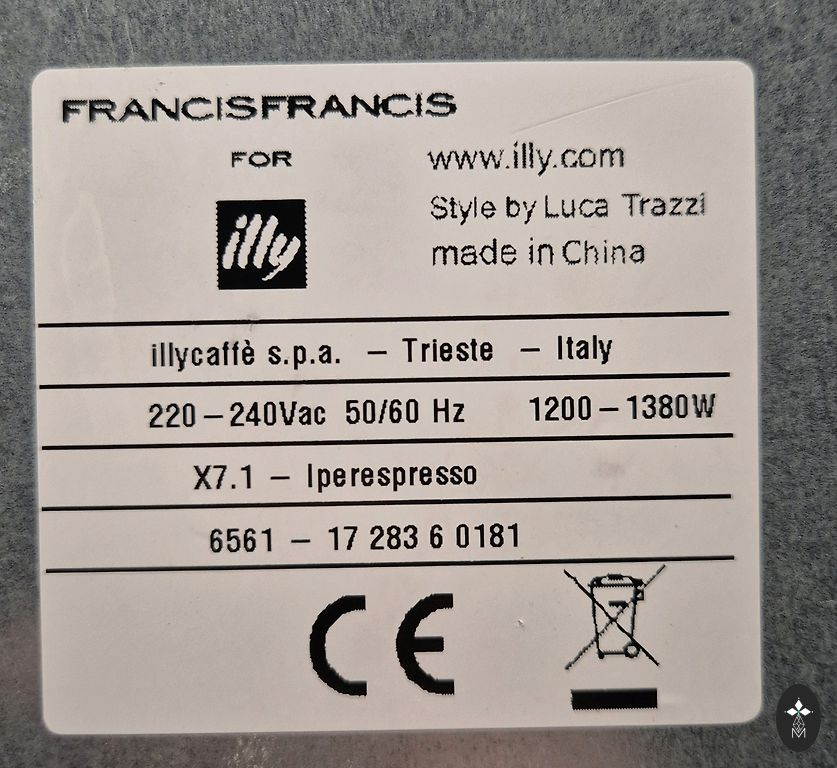 FRANCISFRANCIS
FOR
illy
www.illy.com
Style by Luca Trazzi
made in China
illycaffè s.p.a. – Trieste – Italy
220–240Vac 50/60 Hz 1200–1380W
X7.1 – Iperespresso
6561 – 17 283 6 0181
CE
M